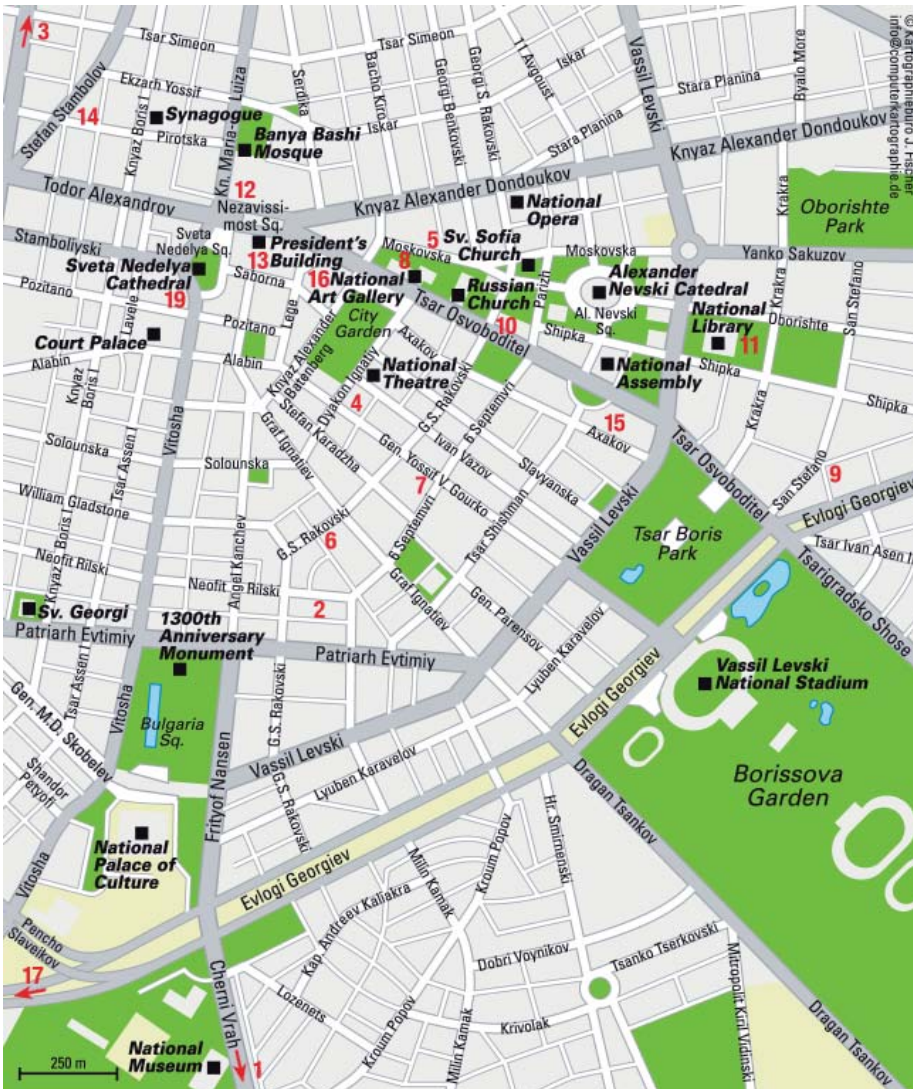 © Kartographiebüro J. Fischer
info@computerkartographie.de
3
Tsar Simeon
Tsar Simeon
Iskar
11 Avgoust
Vassil Levski
Byalo More
Stara Planina
Ekzarh Yossif
Luiza
Serdika
Bacho Kiro
Georgi Benkovski
Georgi S. Rakovski
Stefan Stambolov
14
Synagogue
Knyaz Boris I
Pirotska
Iskar
Stara Planina
Banya Bashi
Mosque
Kn. Maria-
Knyaz Alexander Dondoukov
Knyaz Alexander Dondoukov
Todor Alexandrov
12
Nezavissi-
most Sq.
National
Opera
Krakra
Oborishte
Park
Stamboliyski
Sveta
Nedelya Sq.
President's
Building
13
5
Moskovska
8
Sv. Sofia
Church
Moskovska
Yanko Sakuzov
Sveta Nedelya
Cathedral
19
Saborna
16
National
Art Gallery
Russian
Church
Parizh
Alexander
Nevski Catedral
Al. Nevski
Sq.
Krakra
San Stefano
Pozitano
Lavele
Lege
City
Garden
Tsar Osvoboditel
10
Shipka
National
Library
11
Oborishte
Court Palace
Pozitano
Knyaz Alexander
Batenberg
Axakov
National
Assembly
Shipka
Shipka
Alabin
Alabin
Knyaz
Boris I
National
Theatre
4
Dyakon Ignatiy
G.S. Rakovski
6 Septemvri
15
Axakov
Krakra
Vitosha
Tsar Assen I
Solounska
Solounska
Stefan Karadzha
Graf Ignatiev
Ivan Vazov
Gen. Yossif V. Gourko
Slavyanska
Tsar Osvoboditel
San Stefano
9
Evlogi Georgiev
7
William Gladstone
Knyaz Boris I
Angel Kanchev
G.S. Rakovski
6
6 Septemvri
Tsar Shishman
Vassil Levski
Tsar Boris
Park
Tsar Ivan Asen II
Neofit Rilski
Neofit Rilski
2
Graf Ignatiev
Gen. Parensov
Tsarigradsko Shose
Sv. Georgi
1300th
Anniversary
Monument
Patriarh Evtimiy
Patriarh Evtimiy
Lyuben Karavelov
Evlogi Georgiev
Vassil Levski
National Stadium
Tsar Assen I
Vitosha
Gen. M.D. Skobelev
Bulgaria
Sq.
G.S. Rakovski
Vassil Levski
Lyuben Karavelov
Shandor
Petyofi
Frityof Nansen
G.S. Rakovski
Hr. Smirnenski
Dragan Tsankov
Borissova
Garden
National
Palace of
Culture
Vitosha
Evlogi Georgiev
Milin Kamak
Kroum Popov
Pencho
Slaveikov
Kap. Andreev Kaliakra
Dobri Voynikov
Tsanko Tserkovski
17
Cherni Vrah
Lozenets
Kroum Popov
Milin Kamak
Krivolak
Mitropolit Kiril Vidinski
Dragan Tsankov
250 m
National
Museum
1